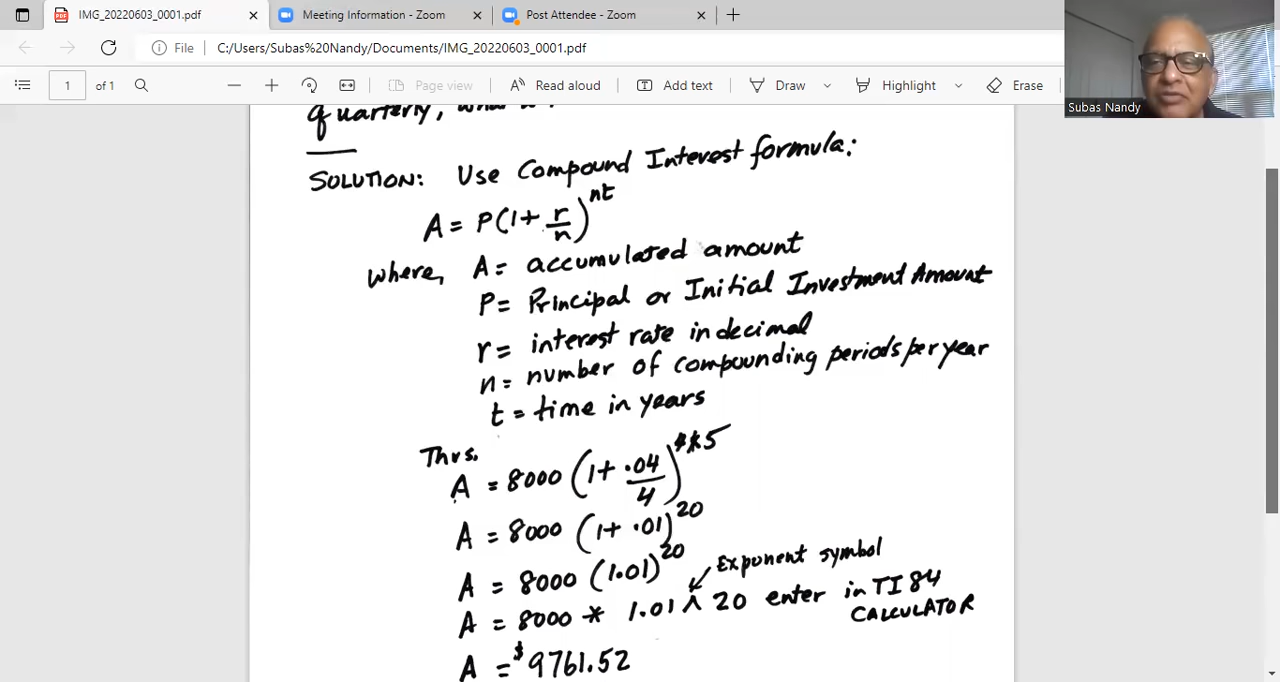 IMG_20220603_0001.pdf
Meeting Information - Zoom
Post Attendee - Zoom
File
C:/Users/Subas%20Nandy/Documents/IMG_20220603_0001.pdf
1 of 1
Page view
Read aloud
Add text
Draw
Highlight
Erase
Subas Nandy
quarterly, what
SOLUTION: Use Compound Interest formula:
A = P(1 + r/n)^nt
where, A = accumulated amount
P = Principal or Initial Investment Amount
r = interest rate in decimal
n = number of compounding periods per year
t = time in years
Thus,
A = 8000 (1 + .04/4)^4*5
A = 8000 (1 + .01)^20
A = 8000 (1.01)^20
Exponent symbol
A = 8000 * 1.01 ^ 20 enter in TI 84
CALCULATOR
A = $9761.52